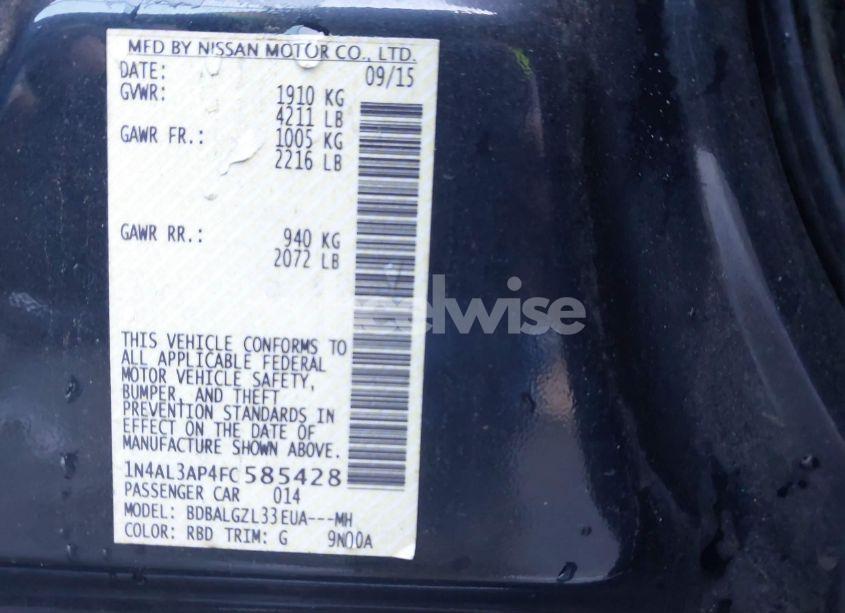 MFD BY NISSAN MOTOR CO., LTD.
DATE: 09/15
GVWR: 1910 KG
4211 LB
GAWR FR.: 1005 KG
2216 LB
GAWR RR.: 940 KG
2072 LB
THIS VEHICLE CONFORMS TO
ALL APPLICABLE FEDERAL
MOTOR VEHICLE SAFETY,
BUMPER, AND THEFT
PREVENTION STANDARDS IN
EFFECT ON THE DATE OF
MANUFACTURE SHOWN ABOVE.
1N4AL3AP4FC 585428
PASSENGER CAR 014
MODEL: BDBALGZL33EUA---MH
COLOR: RBD TRIM: G 9N00A